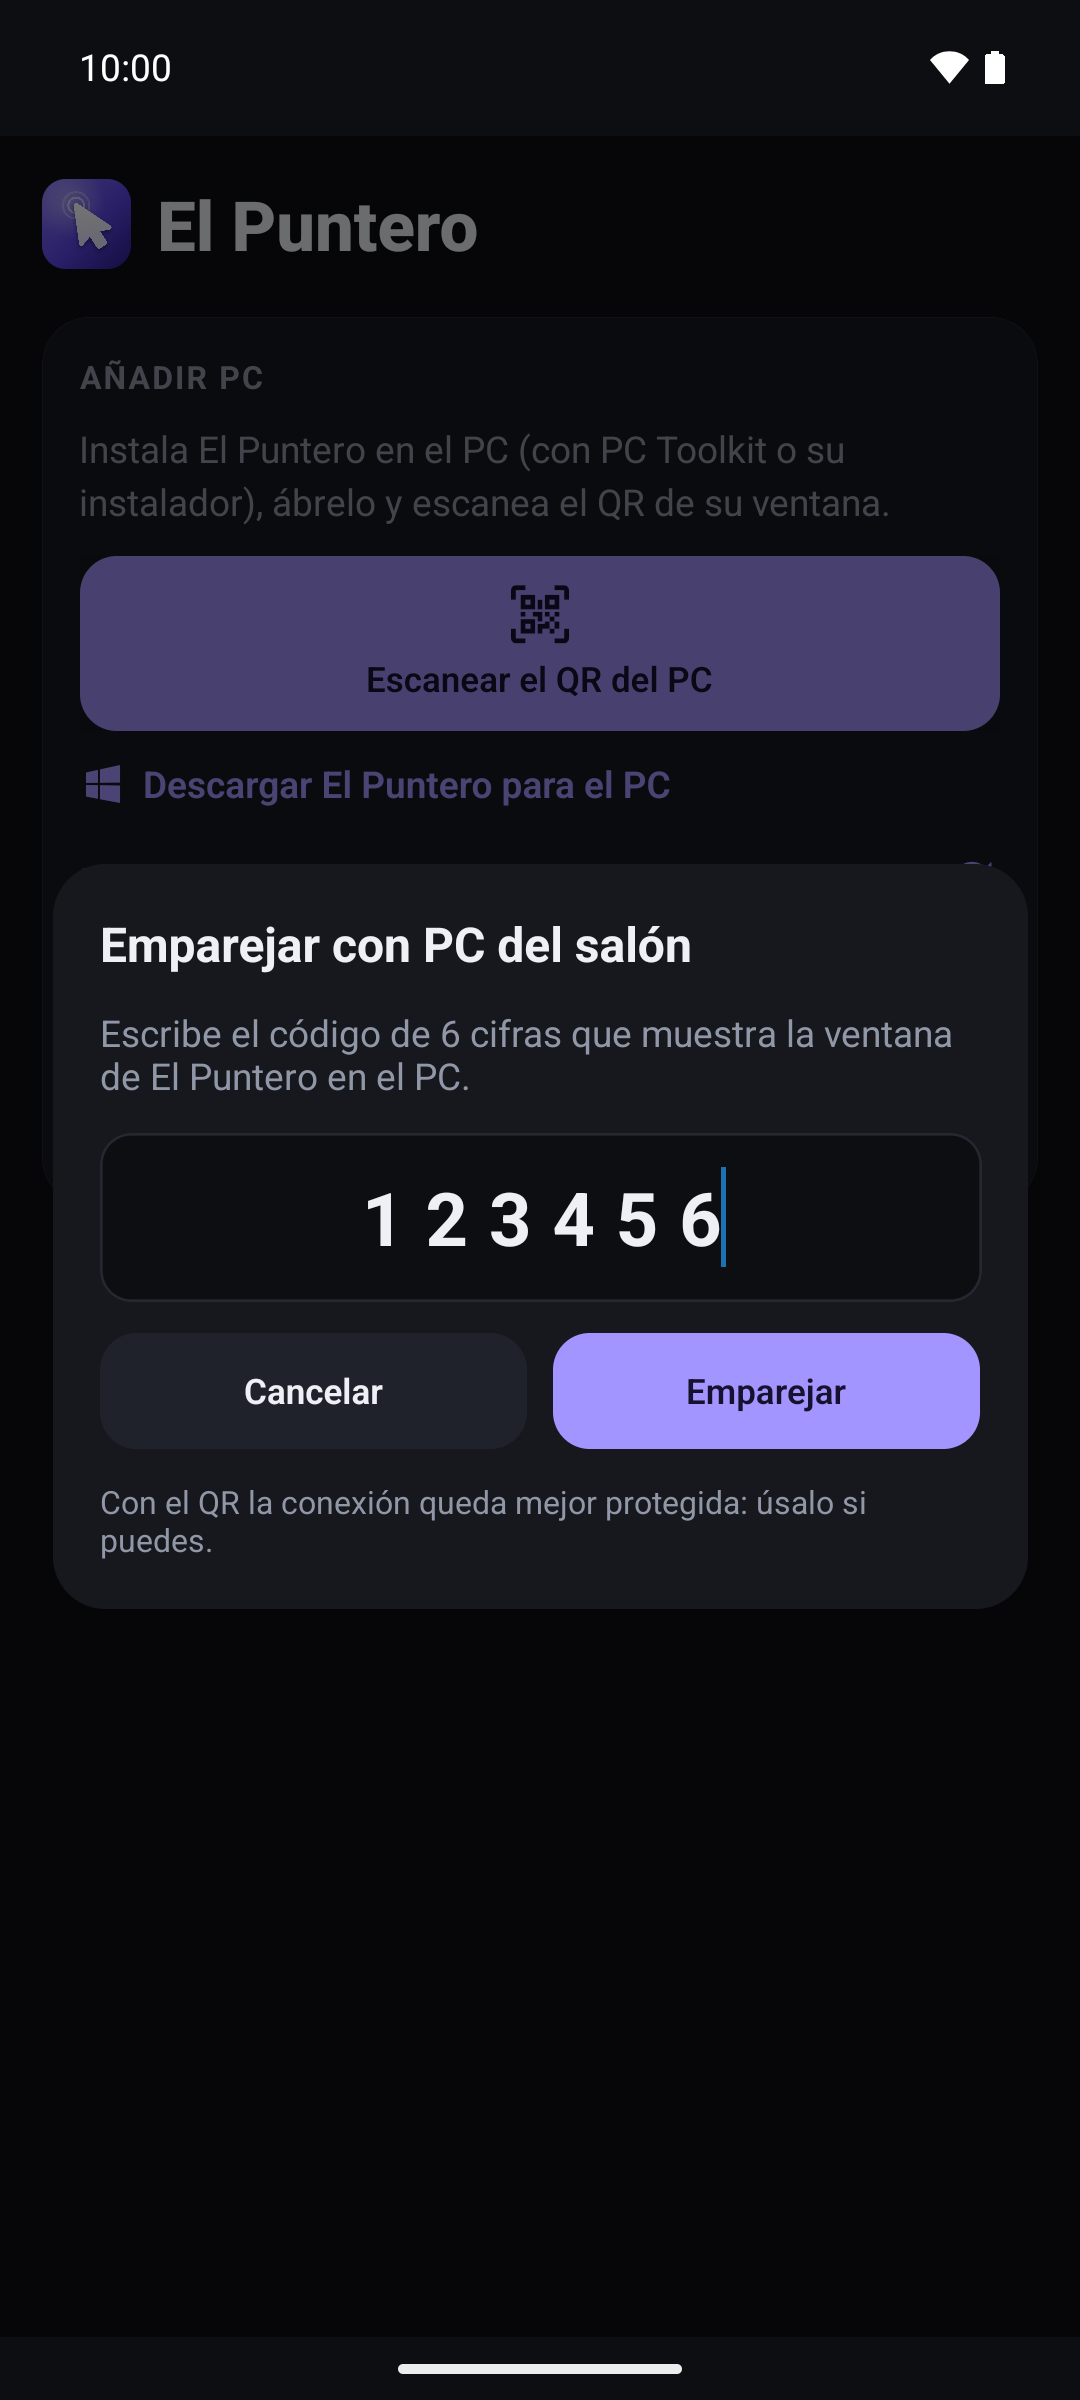 10:00
El Puntero
AÑADIR PC
Instala El Puntero en el PC (con PC Toolkit o su
instalador), ábrelo y escanea el QR de su ventana.
Escanear el QR del PC
Descargar El Puntero para el PC
Emparejar con PC del salón
Escribe el código de 6 cifras que muestra la ventana
de El Puntero en el PC.
1 2 3 4 5 6
Cancelar
Emparejar
Con el QR la conexión queda mejor protegida: úsalo si
puedes.